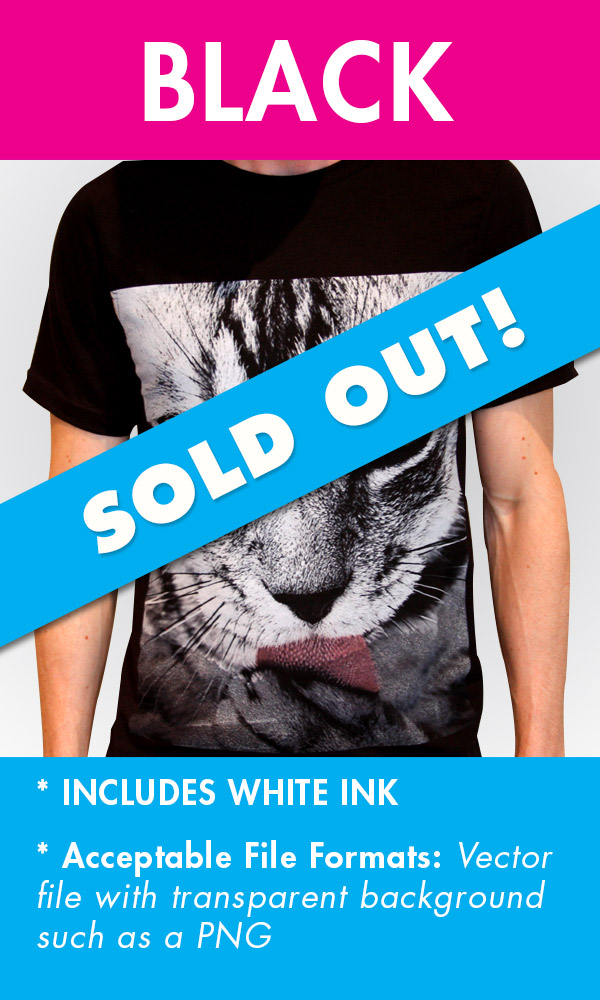 BLACK
SOLD OUT!
* INCLUDES WHITE INK
* Acceptable File Formats: Vector
file with transparent background
such as a PNG